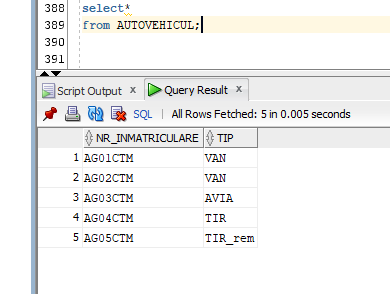 388 select*
389 from AUTOVEHICUL;
390
391
Script Output × Query Result ×
SQL | All Rows Fetched: 5 in 0.005 seconds
NR_INMATRICULARE TIP
1 AG01CTM VAN
2 AG02CTM VAN
3 AG03CTM AVIA
4 AG04CTM TIR
5 AG05CTM TIR_rem